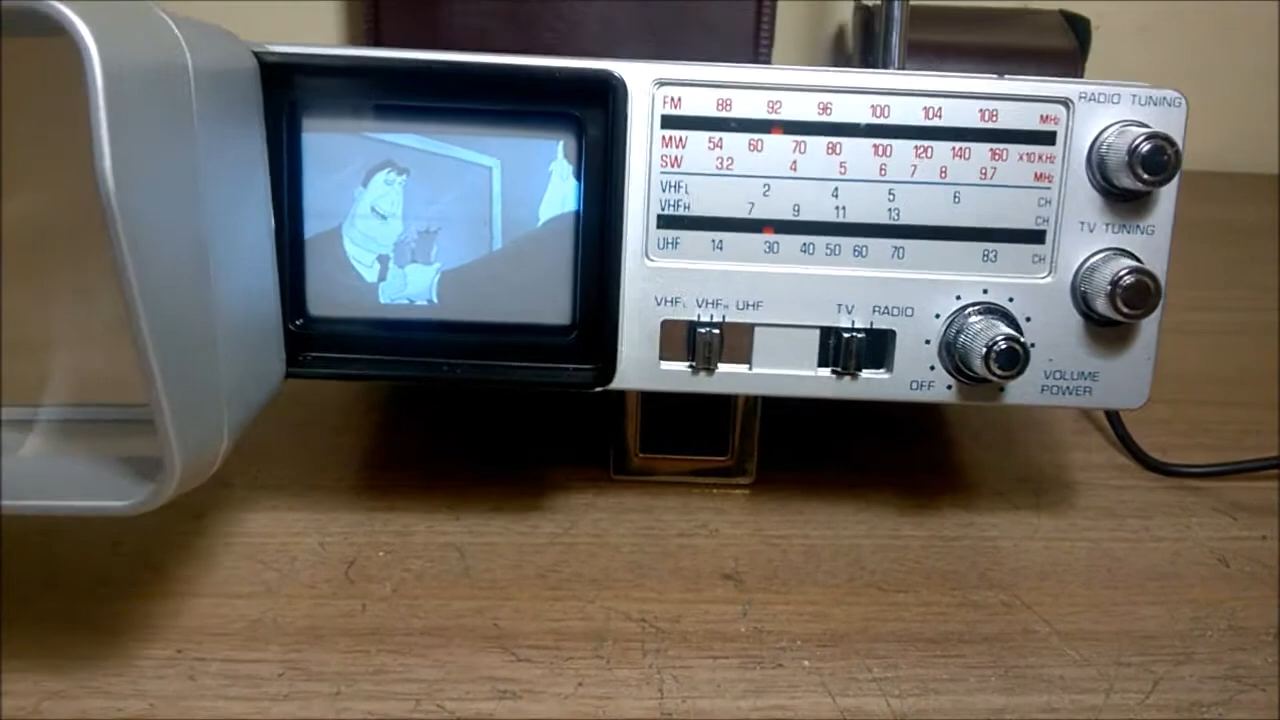 RADIO TUNING
FM 88 92 96 100 104 108 MHz
MW 54 60 70 80 100 120 140 160 X10 KHz
SW 3.2 4 5 6 7 8 9.7 MHz
VHFL 2 4 5 6 CH
VHFH 7 9 11 13 CH
TV TUNING
UHF 14 30 40 50 60 70 83 CH
VHFL VHFH UHF TV RADIO
OFF VOLUME
POWER